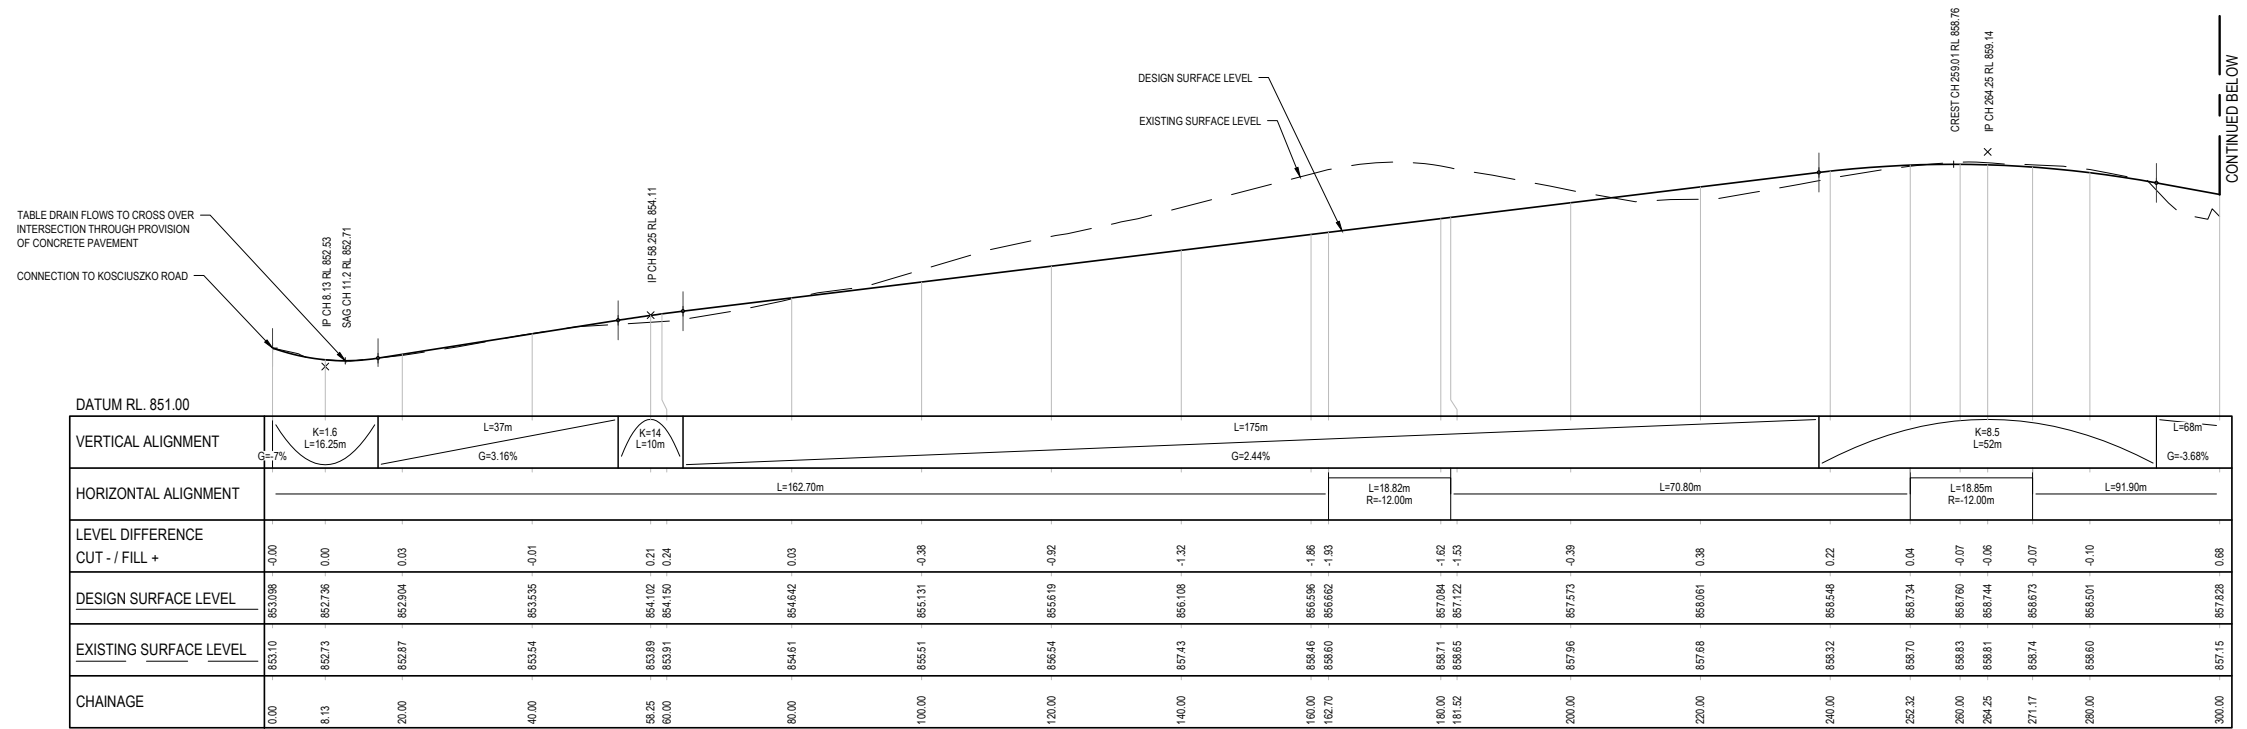 CREST CH 259.01 RL 858.76
IP CH 264.25 RL 859.14
CONTINUED BELOW
DESIGN SURFACE LEVEL
EXISTING SURFACE LEVEL
TABLE DRAIN FLOWS TO CROSS OVER
INTERSECTION THROUGH PROVISION
OF CONCRETE PAVEMENT
CONNECTION TO KOSCIUSZKO ROAD
IP CH 8.13 RL 852.53
SAG CH 11.2 RL 852.71
IP CH 58.25 RL 854.11
DATUM RL. 851.00
VERTICAL ALIGNMENT
G=-7%
K=1.6
L=16.25m
L=37m
G=3.16%
K=14
L=10m
L=175m
G=2.44%
K=8.5
L=52m
L=68m
G=-3.68%
HORIZONTAL ALIGNMENT
L=162.70m
L=18.82m
R=-12.00m
L=70.80m
L=18.85m
R=-12.00m
L=91.90m
LEVEL DIFFERENCE
CUT - / FILL +
-0.00 0.00 0.03 -0.01 0.21 0.24 0.03 -0.38 -0.92 -1.32 -1.86 -1.93 -1.62 -1.53 -0.39 0.38 0.22 0.04 -0.07 -0.06 -0.07 -0.10 0.68
DESIGN SURFACE LEVEL
853.098 852.736 852.904 853.535 854.102 854.150 854.642 855.131 855.619 856.108 856.596 856.662 857.084 857.122 857.573 858.061 858.548 858.734 858.760 858.744 858.673 858.501 857.828
EXISTING SURFACE LEVEL
853.10 852.73 852.87 853.54 853.89 853.91 854.61 855.51 856.54 857.43 858.46 858.60 858.71 858.65 857.96 857.68 858.32 858.70 858.83 858.81 858.74 858.60 857.15
CHAINAGE
0.00 8.13 20.00 40.00 58.25 60.00 80.00 100.00 120.00 140.00 160.00 162.70 180.00 181.52 200.00 220.00 240.00 252.32 260.00 264.25 271.17 280.00 300.00